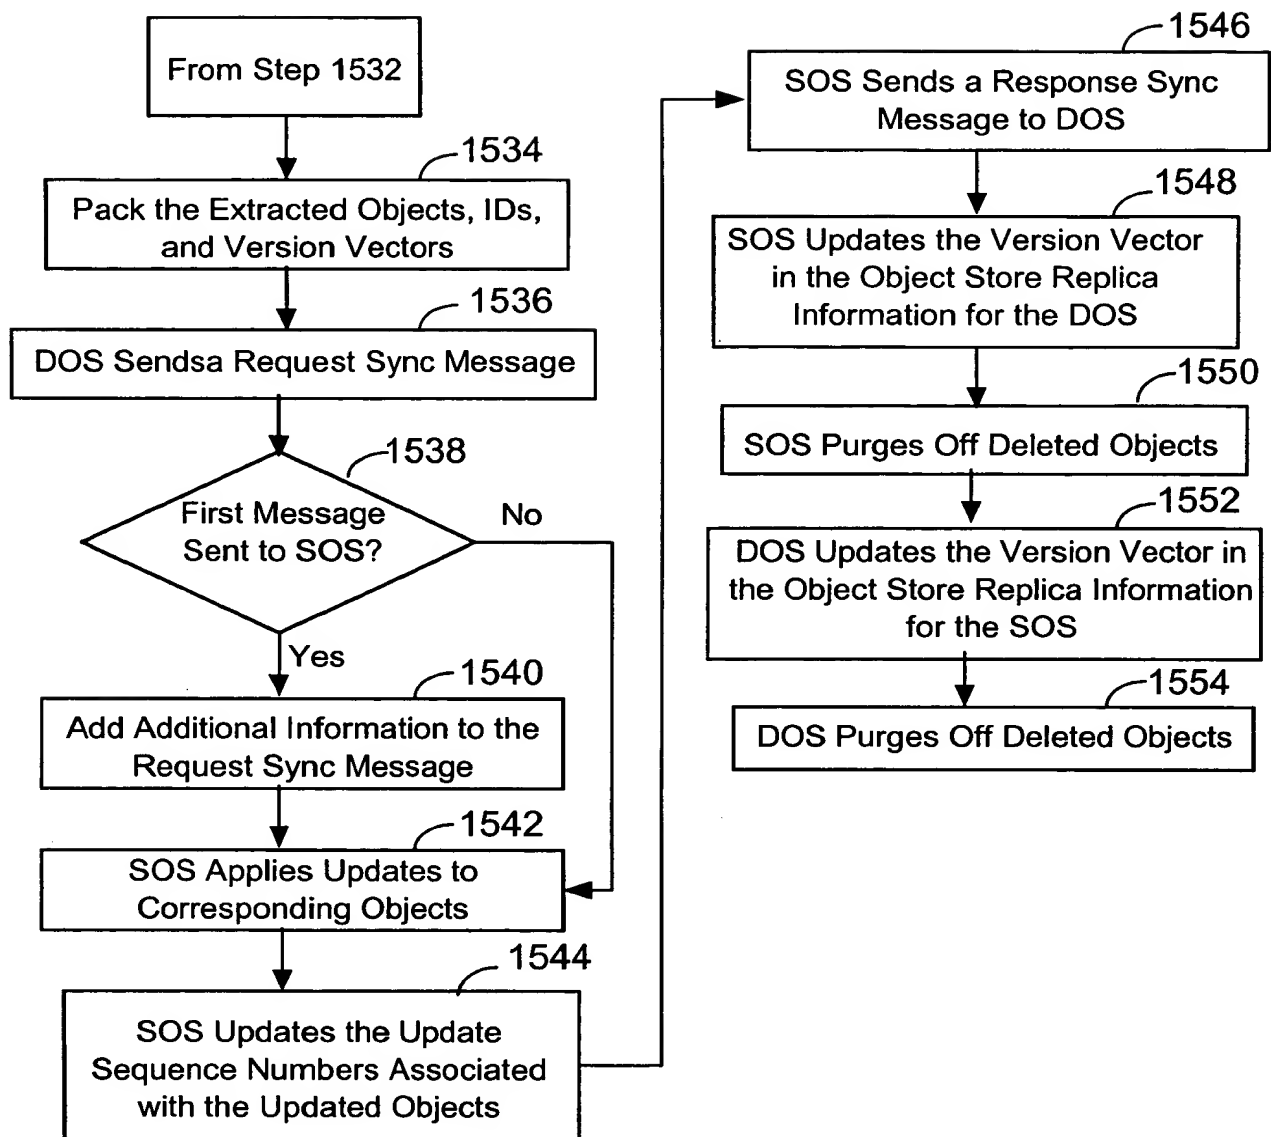 From Step 1532
1534
Pack the Extracted Objects, IDs,
and Version Vectors
1536
DOS Sendsa Request Sync Message
1538
First Message
Sent to SOS?
No
Yes
1540
Add Additional Information to the
Request Sync Message
1542
SOS Applies Updates to
Corresponding Objects
1544
SOS Updates the Update
Sequence Numbers Associated
with the Updated Objects
1546
SOS Sends a Response Sync
Message to DOS
1548
SOS Updates the Version Vector
in the Object Store Replica
Information for the DOS
1550
SOS Purges Off Deleted Objects
1552
DOS Updates the Version Vector in
the Object Store Replica Information
for the SOS
1554
DOS Purges Off Deleted Objects